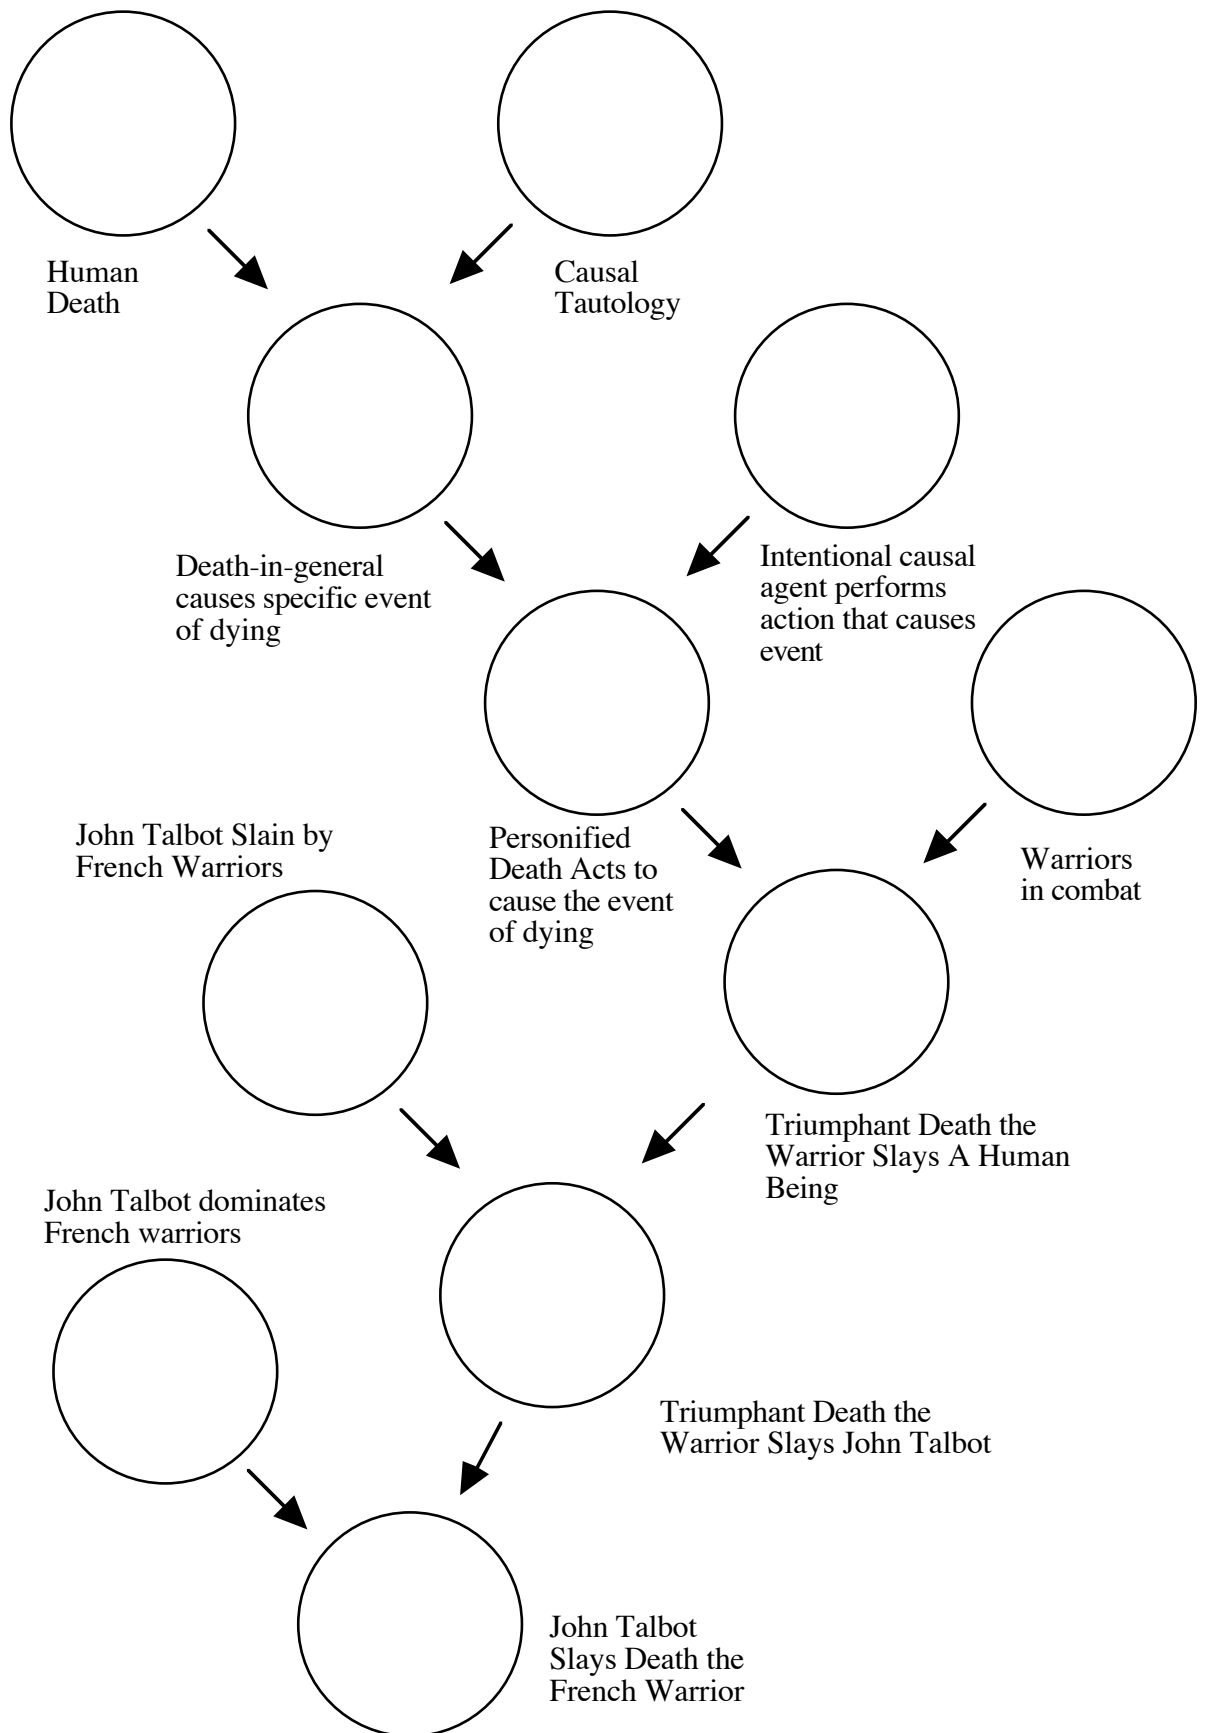 Human
Death
Causal
Tautology
Death-in-general
causes specific event
of dying
Intentional causal
agent performs
action that causes
event
John Talbot Slain by
French Warriors
Personified
Death Acts to
cause the event
of dying
Warriors
in combat
Triumphant Death the
Warrior Slays A Human
Being
John Talbot dominates
French warriors
Triumphant Death the
Warrior Slays John Talbot
John Talbot
Slays Death the
French Warrior